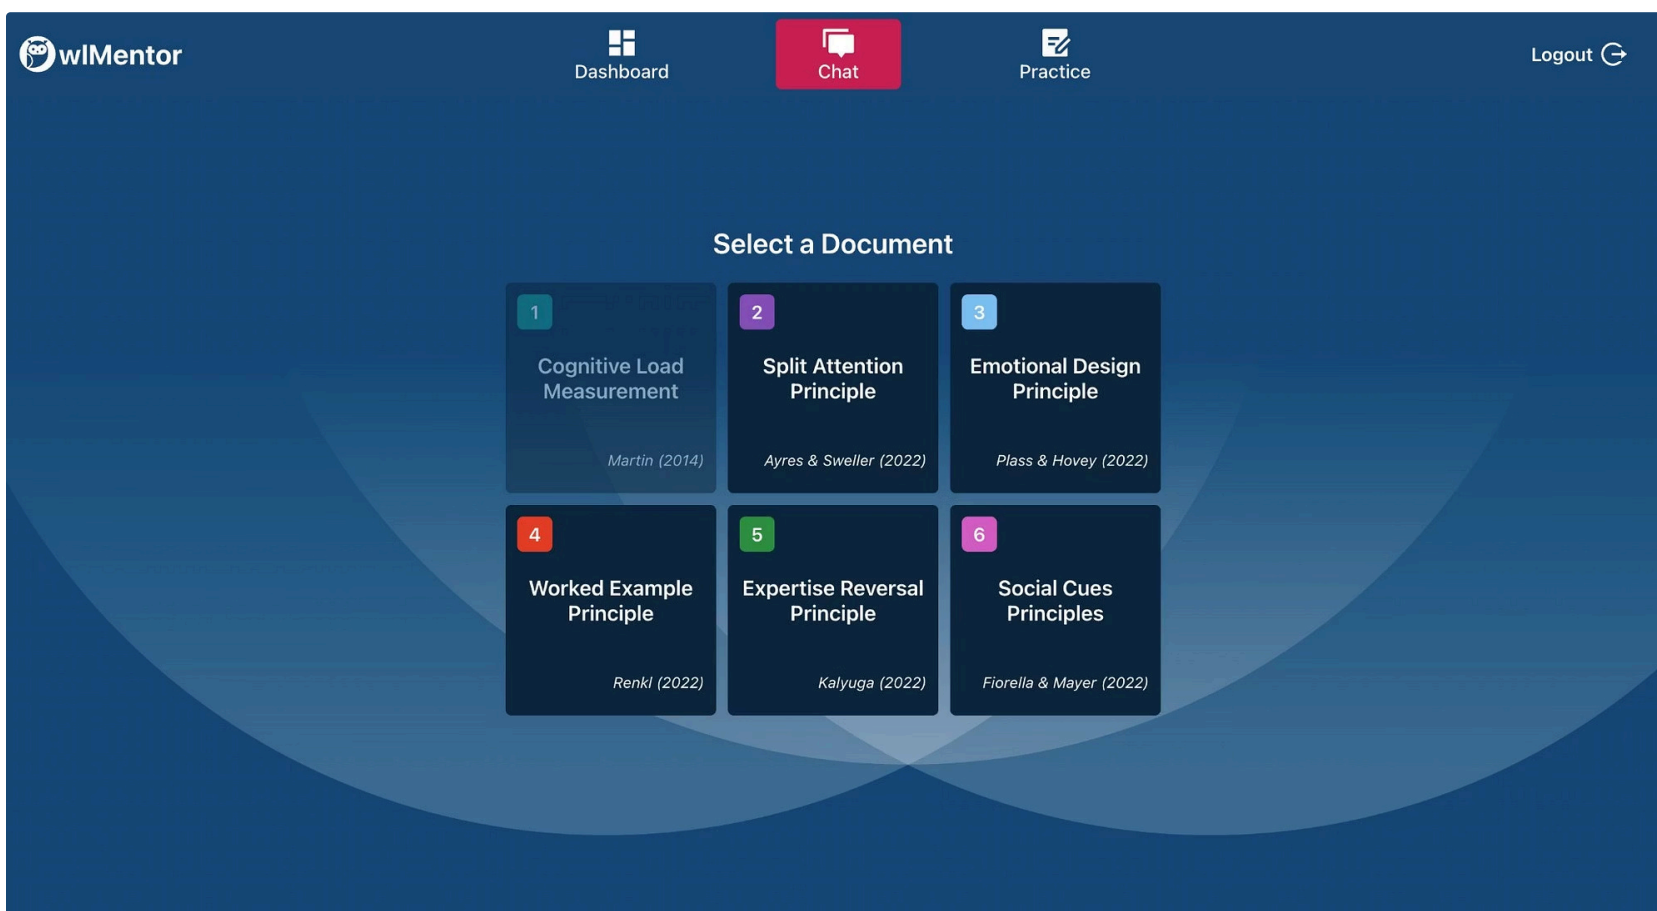 OwlMentor
Dashboard
Chat
Practice
Logout
Select a Document
1
Cognitive Load
Measurement
Martin (2014)
2
Split Attention
Principle
Ayres & Sweller (2022)
3
Emotional Design
Principle
Plass & Hovey (2022)
4
Worked Example
Principle
Renkl (2022)
5
Expertise Reversal
Principle
Kalyuga (2022)
6
Social Cues
Principles
Fiorella & Mayer (2022)